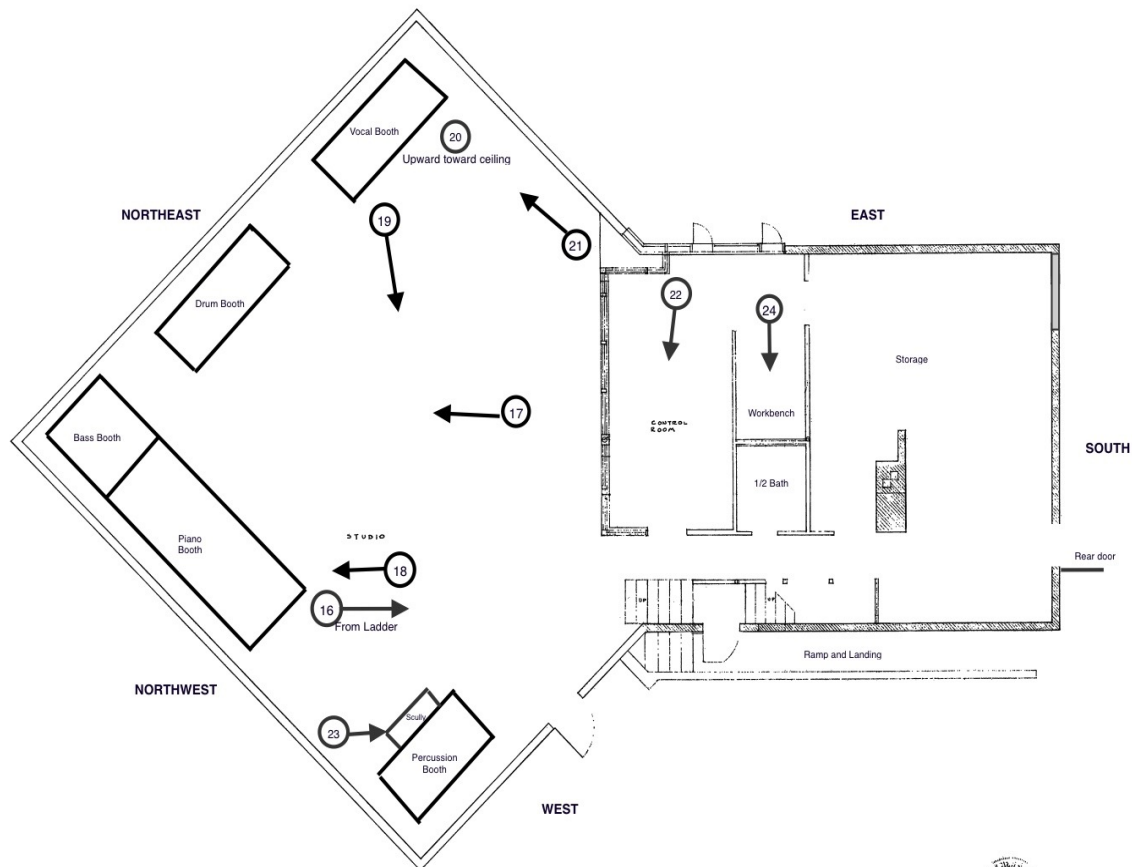 Vocal Booth
20
Upward toward ceiling
NORTHEAST
EAST
19
21
22
24
Drum Booth
Storage
17
Workbench
CONTROL
ROOM
Bass Booth
SOUTH
1/2 Bath
STUDIO
Piano
Booth
Rear door
18
16
From Ladder
UP
UP
Ramp and Landing
NORTHWEST
Scully
23
Percussion
Booth
WEST